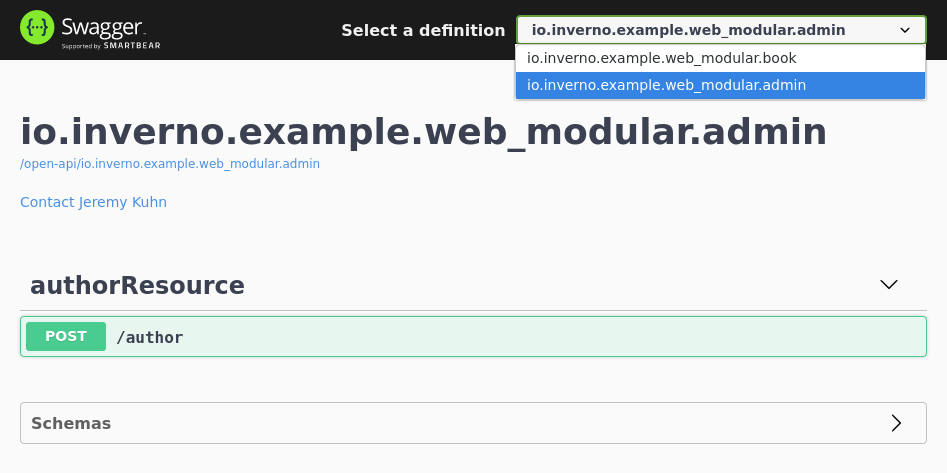 Swagger
Supported by SMARTBEAR
Select a definition
io.inverno.example.web_modular.admin
io.inverno.example.web_modular.book
io.inverno.example.web_modular.admin
io.inverno.example.web_modular.admin
/open-api/io.inverno.example.web_modular.admin
Contact Jeremy Kuhn
authorResource
POST /author
Schemas